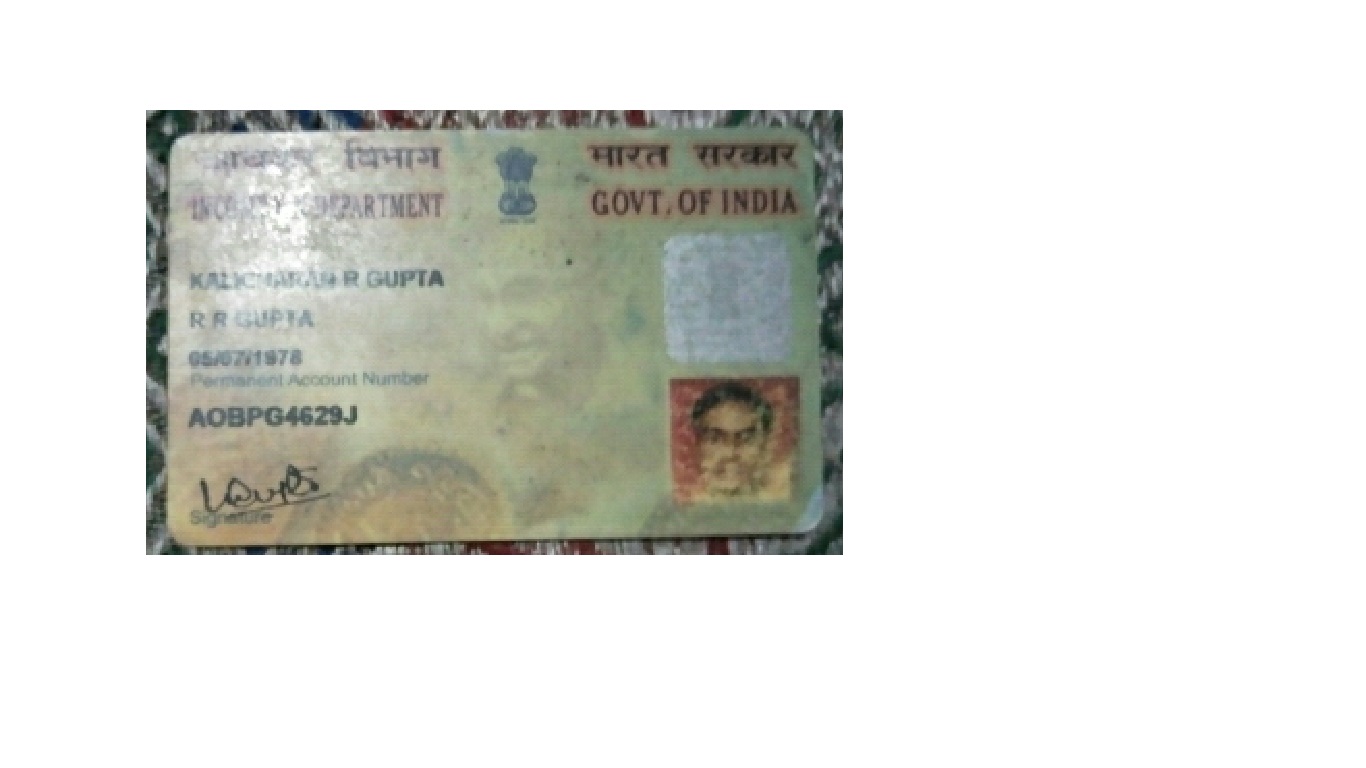 आयकर विभाग
भारत सरकार
INCOME TAX DEPARTMENT
GOVT. OF INDIA
KALICHARAN R GUPTA
R R GUPTA
05/07/1978
Permanent Account Number
AOBPG4629J
Signature